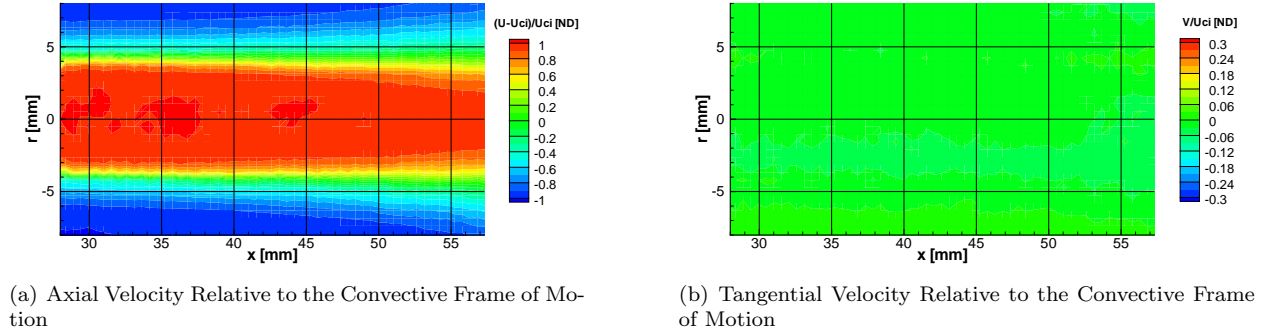 (U-Uci)/Uci [ND]
1
0.8
0.6
0.4
0.2
0
-0.2
-0.4
-0.6
-0.8
-1
r [mm]
5
0
-5
30 35 40 45 50 55
x [mm]
(a) Axial Velocity Relative to the Convective Frame of Mo-
tion
V/Uci [ND]
0.3
0.24
0.18
0.12
0.06
0
-0.06
-0.12
-0.18
-0.24
-0.3
r [mm]
5
0
-5
30 35 40 45 50 55
x [mm]
(b) Tangential Velocity Relative to the Convective Frame
of Motion